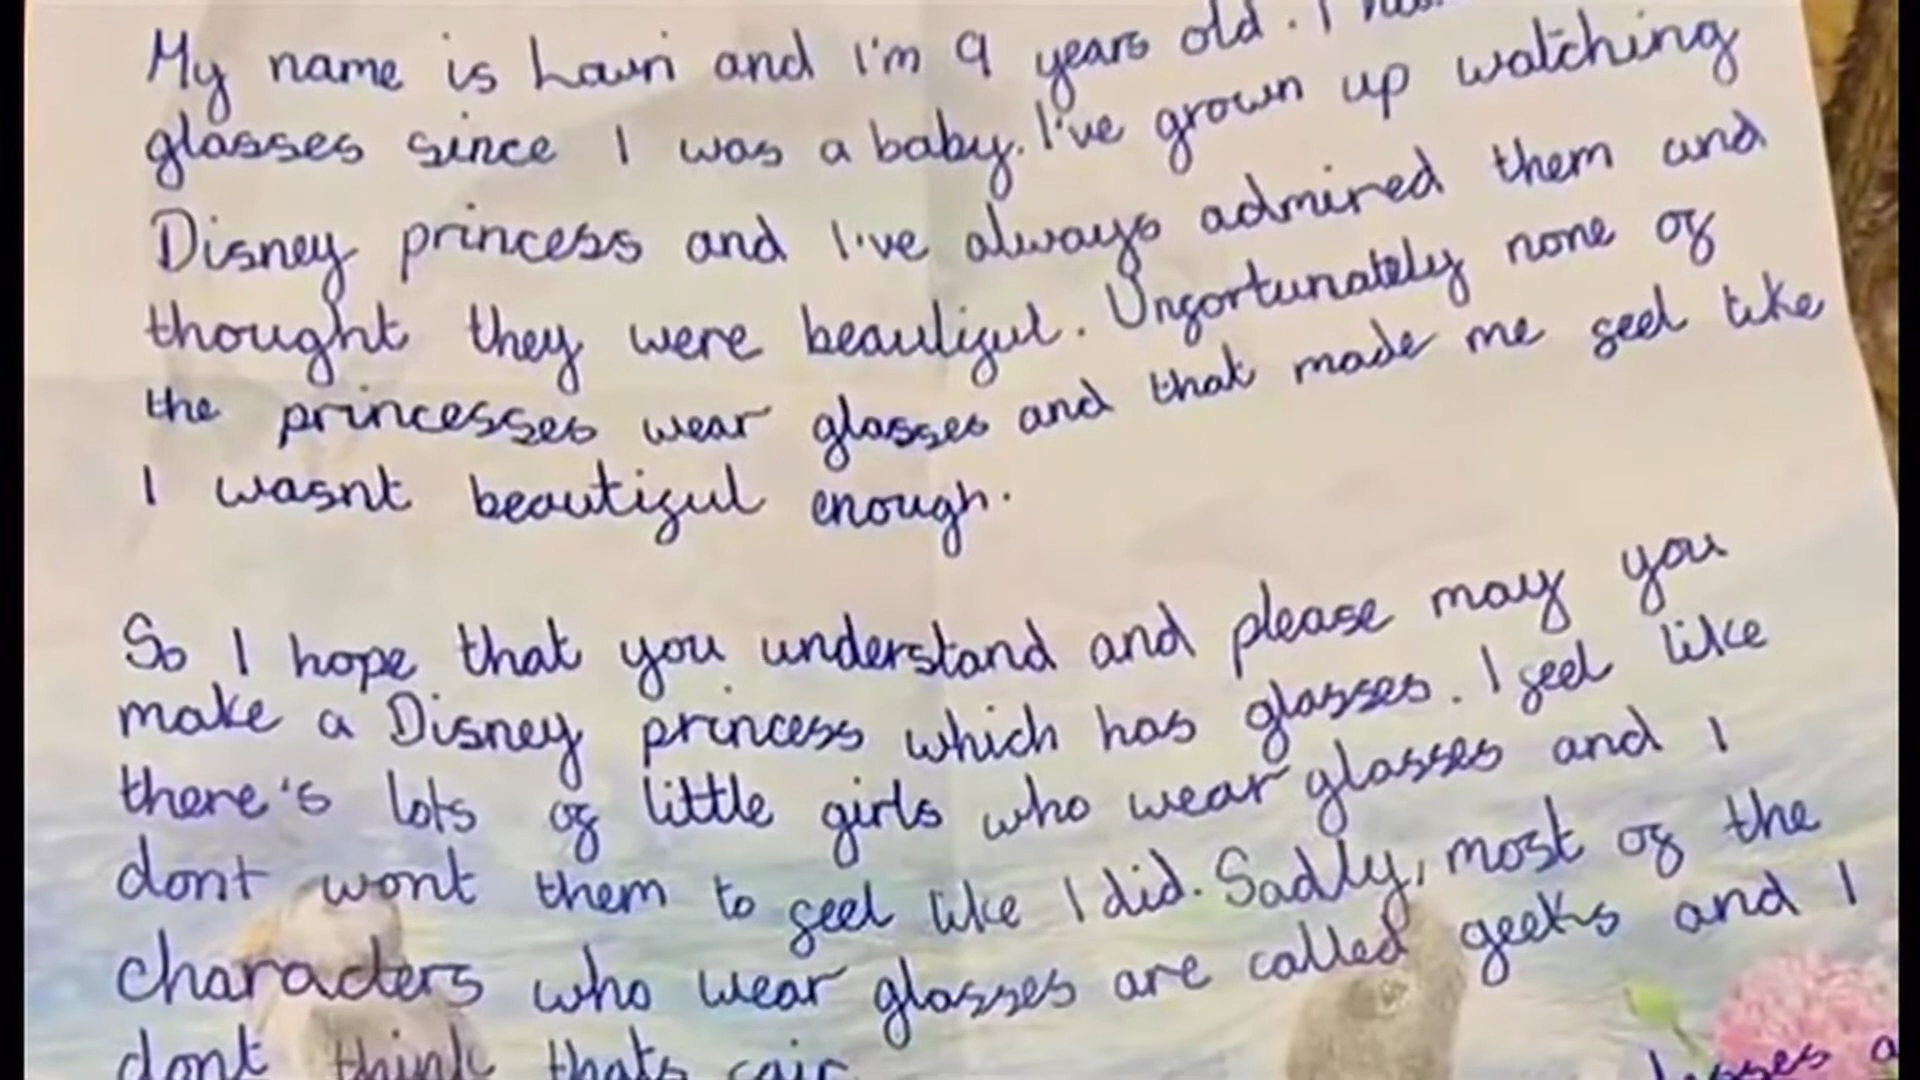 My name is Lowri and I'm 9 years old. I
glasses since I was a baby. I've grown up watching
Disney princess and I've always admired them and
thought they were beautiful. Unfortunately none of
the princesses wear glasses and that made me feel like
I wasnt beautiful enough.
So I hope that you understand and please may you
make a Disney princess which has glasses. I feel like
there's lots of little girls who wear glasses and I
dont wont them to feel like I did. Sadly, most of the
characters who wear glasses are called geeks and I
dont think thats fair